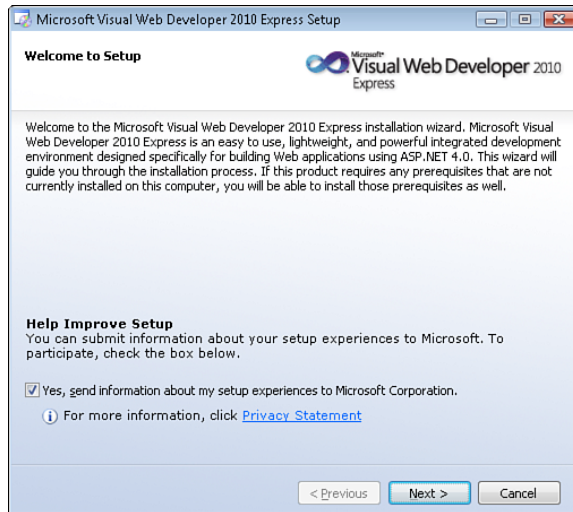 Microsoft Visual Web Developer 2010 Express Setup
Welcome to Setup
Microsoft®
Visual Web Developer 2010
Express
Welcome to the Microsoft Visual Web Developer 2010 Express installation wizard. Microsoft Visual
Web Developer 2010 Express is an easy to use, lightweight, and powerful integrated development
environment designed specifically for building Web applications using ASP.NET 4.0. This wizard will
guide you through the installation process. If this product requires any prerequisites that are not
currently installed on this computer, you will be able to install those prerequisites as well.
Help Improve Setup
You can submit information about your setup experiences to Microsoft. To
participate, check the box below.
Yes, send information about my setup experiences to Microsoft Corporation.
For more information, click Privacy Statement
< Previous Next > Cancel